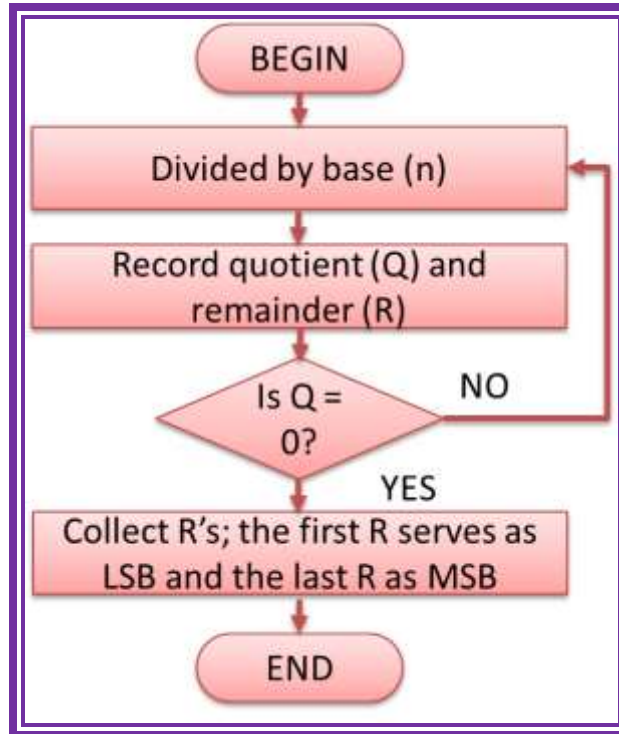 BEGIN
Divided by base (n)
Record quotient (Q) and
remainder (R)
Is Q =
0?
NO
YES
Collect R's; the first R serves as
LSB and the last R as MSB
END